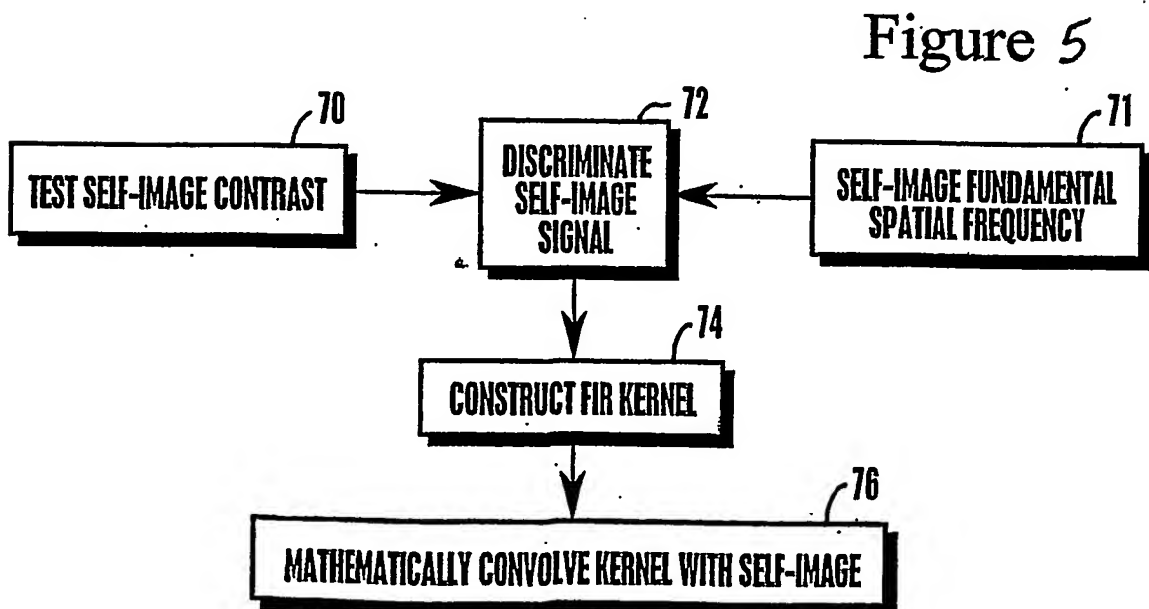 Figure 5
70
TEST SELF-IMAGE CONTRAST
72
DISCRIMINATE
SELF-IMAGE
SIGNAL
71
SELF-IMAGE FUNDAMENTAL
SPATIAL FREQUENCY
74
CONSTRUCT FIR KERNEL
76
MATHEMATICALLY CONVOLVE KERNEL WITH SELF-IMAGE